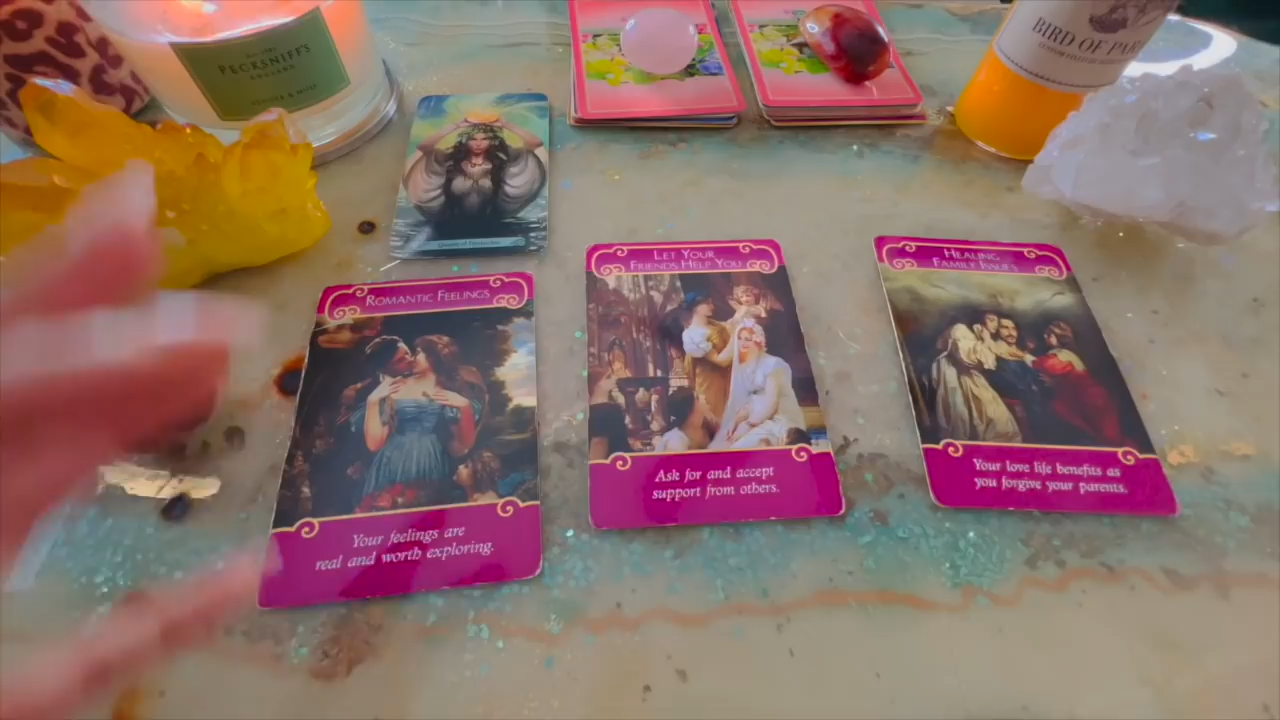 PECKSNIFF'S
ENGLAND
BIRD OF
Queen of Pentacles
ROMANTIC FEELINGS
Your feelings are
real and worth exploring.
LET YOUR
FRIENDS HELP YOU
Ask for and accept
support from others.
HEALING
FAMILY ISSUES
Your love life benefits as
you forgive your parents.